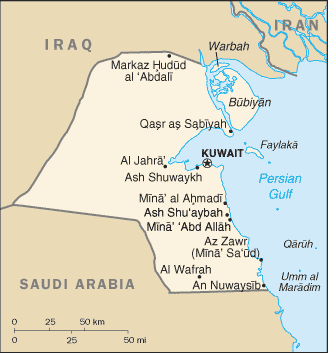 IRAN
IRAQ
Warbah
Markaz Ḩudūd
al ‘Abdalī
Būbiyān
Qaşr aş Şabīyah
Faylakā
KUWAIT
Al Jahrā’
Ash Shuwaykh
Persian
Gulf
Mīnā’ al Aḩmadī
Ash Shu‘aybah
Mīnā’ ‘Abd Allāh
Az Zawr
(Mīnā’ Sa‘ūd)
Qārūh
Al Wafrah
Umm al
Marādim
SAUDI ARABIA
An Nuwaysīb
0 25 50 km
0 25 50 mi